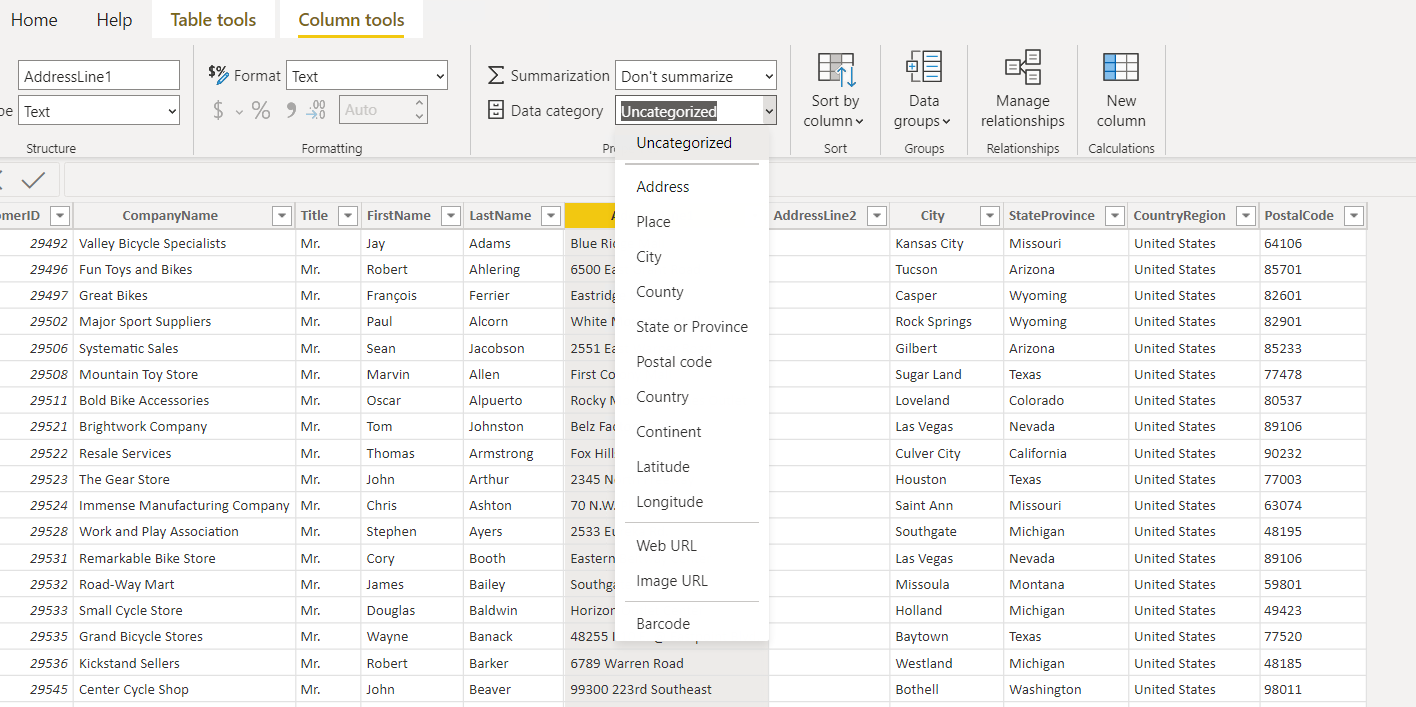 Home Help Table tools Column tools
AddressLine1 $% Format Text Summarization Don't summarize
Text $ % 9 .00 Auto Data category Uncategorized
Sort by column Data groups Manage relationships New column
Structure Formatting Sort Groups Relationships Calculations
Uncategorized
Address
Place
City
County
State or Province
Postal code
Country
Continent
Latitude
Longitude
Web URL
Image URL
Barcode
merID CompanyName Title FirstName LastName AddressLine2 City StateProvince CountryRegion PostalCode
29492 Valley Bicycle Specialists Mr. Jay Adams Blue Kansas City Missouri United States 64106
29496 Fun Toys and Bikes Mr. Robert Ahlering 6500 Tucson Arizona United States 85701
29497 Great Bikes Mr. François Ferrier Casper Wyoming United States 82601
29502 Major Sport Suppliers Mr. Paul Alcorn White Rock Springs Wyoming United States 82901
29506 Systematic Sales Mr. Sean Jacobson 2551 Gilbert Arizona United States 85233
29508 Mountain Toy Store Mr. Marvin Allen First Sugar Land Texas United States 77478
29511 Bold Bike Accessories Mr. Oscar Alpuerto Rocky Loveland Colorado United States 80537
29521 Brightwork Company Mr. Tom Johnston Belz Las Vegas Nevada United States 89106
29522 Resale Services Mr. Thomas Armstrong Fox Culver City California United States 90232
29523 The Gear Store Mr. John Arthur 2345 Houston Texas United States 77003
29524 Immense Manufacturing Company Mr. Chris Ashton 70 Saint Ann Missouri United States 63074
29528 Work and Play Association Mr. Stephen Ayers 2533 Southgate Michigan United States 48195
29531 Remarkable Bike Store Mr. Cory Booth Eastern Las Vegas Nevada United States 89106
29532 Road-Way Mart Mr. James Bailey Missoula Montana United States 59801
29533 Small Cycle Store Mr. Douglas Baldwin Holland Michigan United States 49423
29535 Grand Bicycle Stores Mr. Wayne Banack 48255 Baytown Texas United States 77520
29536 Kickstand Sellers Mr. Robert Barker 6789 Warren Road Westland Michigan United States 48185
29545 Center Cycle Shop Mr. John Beaver 99300 223rd Southeast Bothell Washington United States 98011